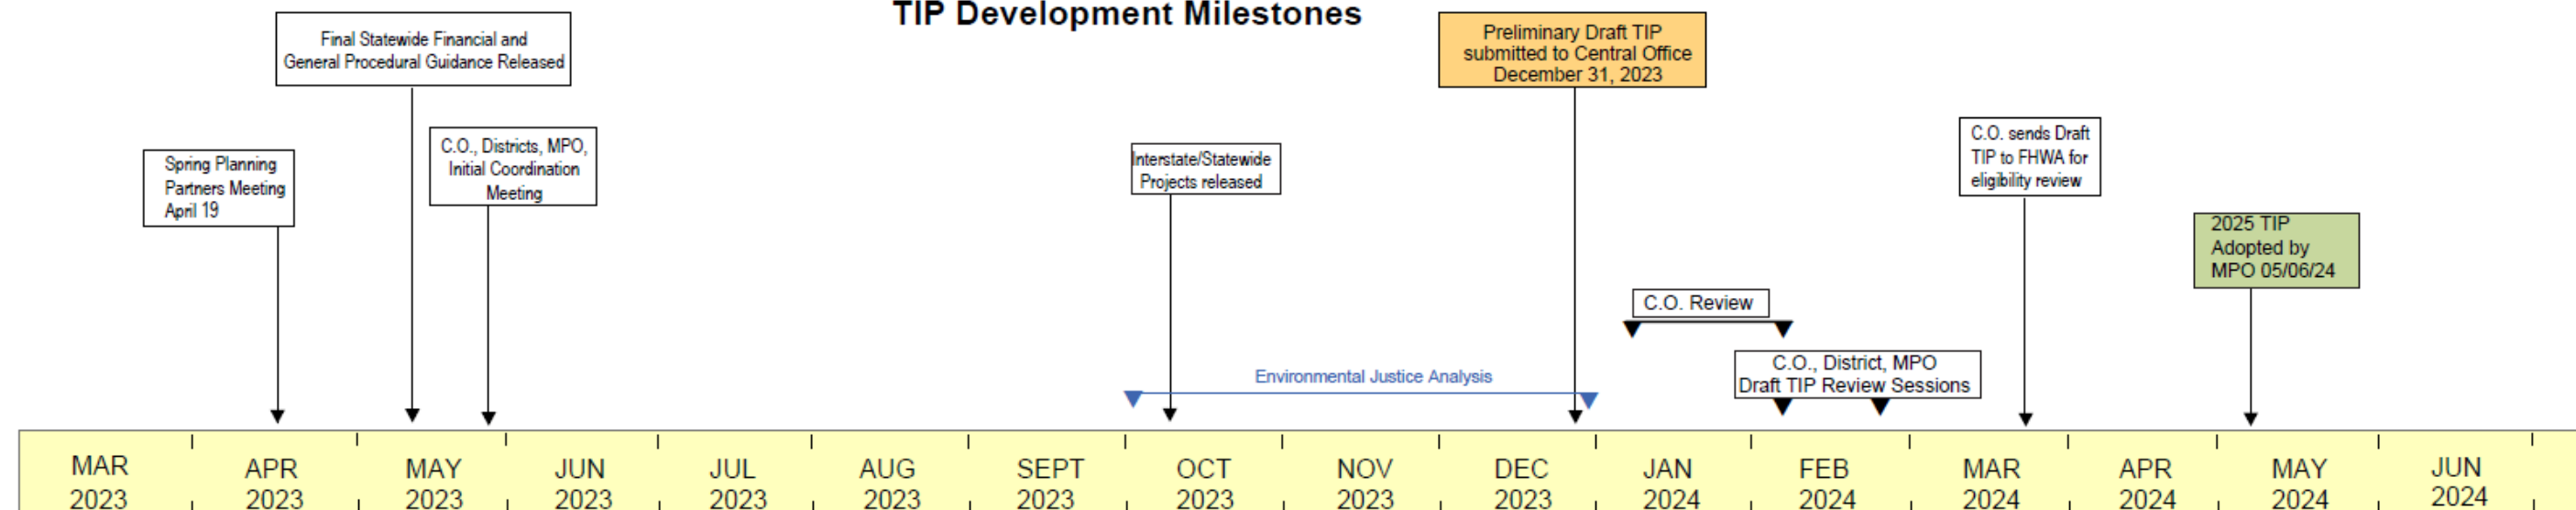 TIP Development Milestones
Final Statewide Financial and
General Procedural Guidance Released
Preliminary Draft TIP
submitted to Central Office
December 31, 2023
Spring Planning
Partners Meeting
April 19
C.O., Districts, MPO,
Initial Coordination
Meeting
Interstate/Statewide
Projects released
C.O. sends Draft
TIP to FHWA for
eligibility review
2025 TIP
Adopted by
MPO 05/06/24
C.O. Review
C.O., District, MPO
Draft TIP Review Sessions
Environmental Justice Analysis
MAR
2023
APR
2023
MAY
2023
JUN
2023
JUL
2023
AUG
2023
SEPT
2023
OCT
2023
NOV
2023
DEC
2023
JAN
2024
FEB
2024
MAR
2024
APR
2024
MAY
2024
JUN
2024